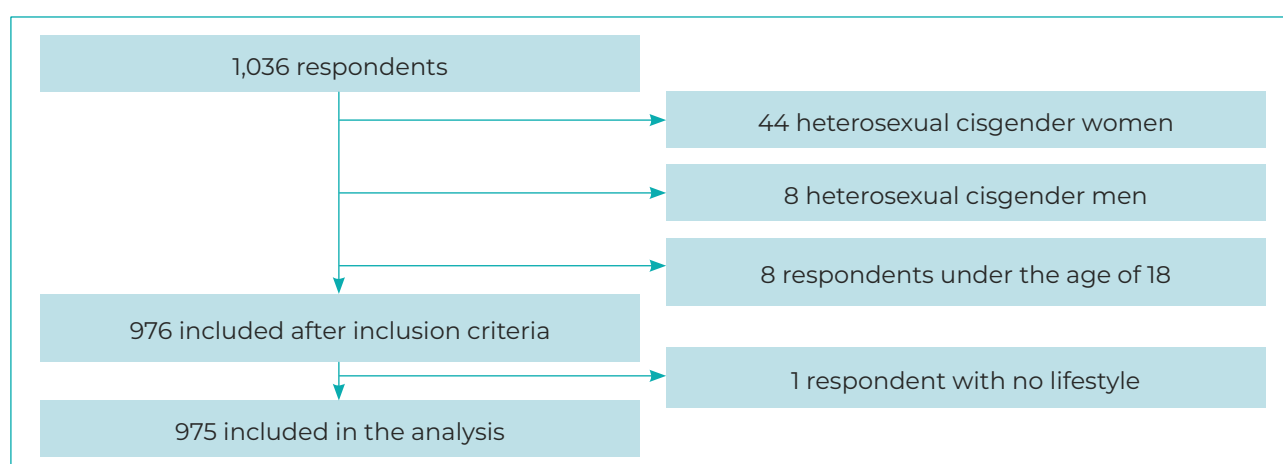 1,036 respondents
44 heterosexual cisgender women
8 heterosexual cisgender men
8 respondents under the age of 18
976 included after inclusion criteria
1 respondent with no lifestyle
975 included in the analysis